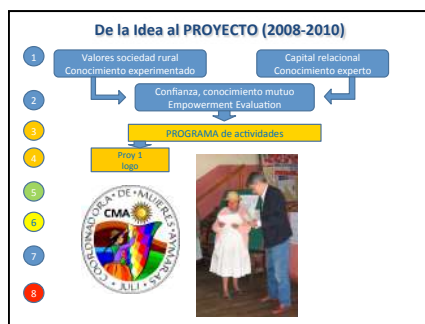 De la Idea al PROYECTO (2008-2010)
1
Valores sociedad rural
Conocimiento experimentado
Capital relacional
Conocimiento experto
2
Confianza, conocimiento mutuo
Empowerment Evaluation
3
PROGRAMA de actividades
4
Proy 1
logo
5
6
7
8
COORDINADORA • DE • MUJERES • AYMARAS
CMA
• JULI •